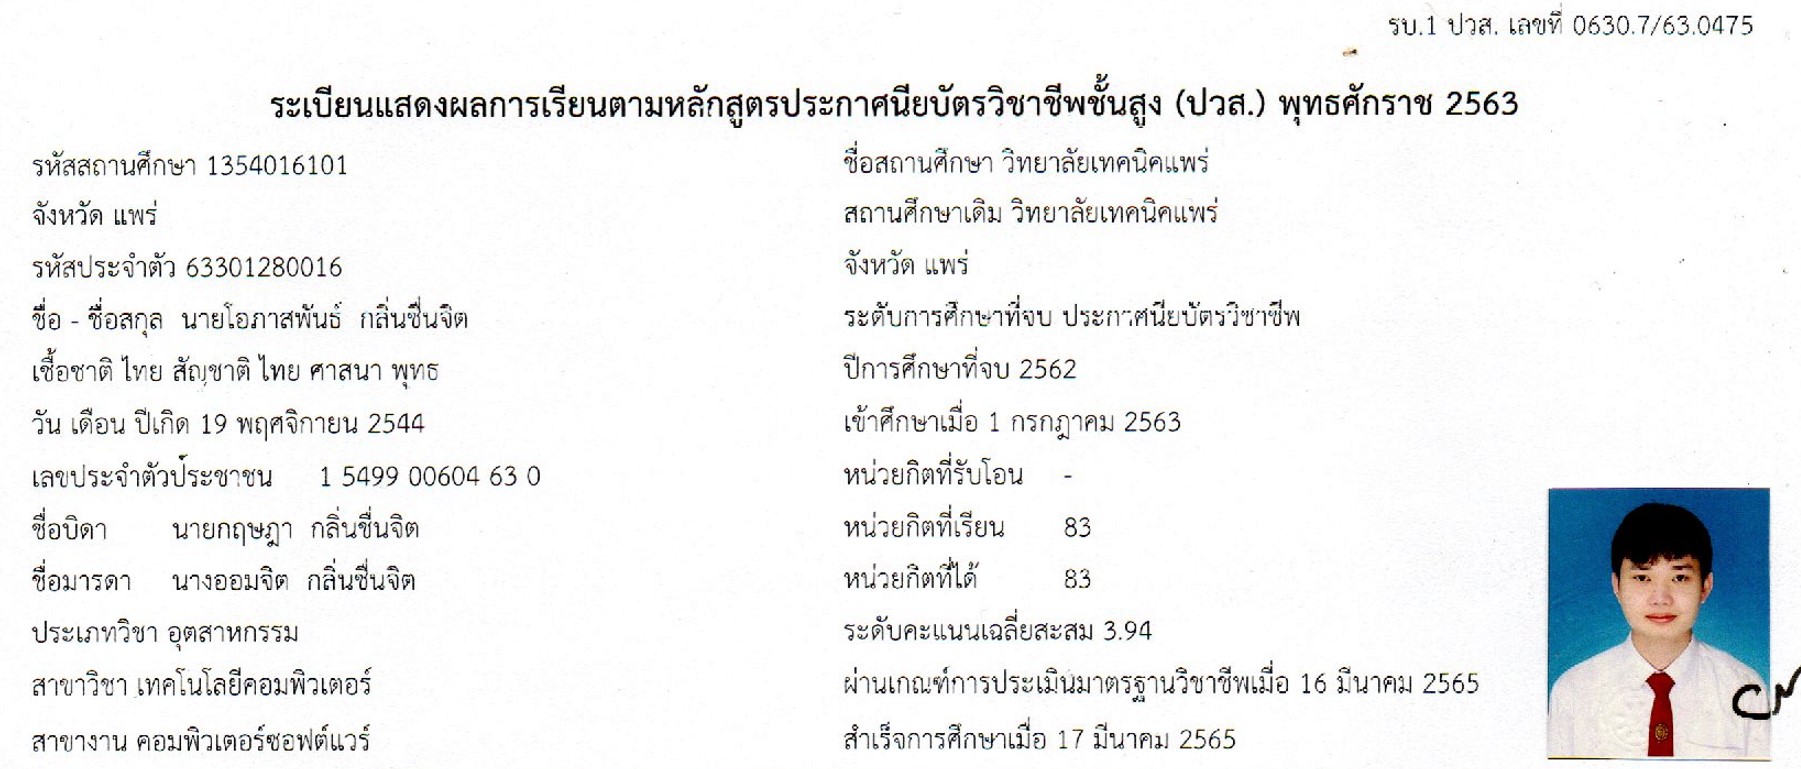 รบ.1 ปวส. เลขที่ 0630.7/63.0475
ระเบียนแสดงผลการเรียนตามหลักสูตรประกาศนียบัตรวิชาชีพชั้นสูง (ปวส.) พุทธศักราช 2563
รหัสสถานศึกษา 1354016101
ชื่อสถานศึกษา วิทยาลัยเทคนิคแพร่
จังหวัด แพร่
สถานศึกษาเดิม วิทยาลัยเทคนิคแพร่
รหัสประจำตัว 63301280016
จังหวัด แพร่
ชื่อ - ชื่อสกุล นายโอภาสพันธ์ กลิ่นชื่นจิต
ระดับการศึกษาที่จบ ประกาศนียบัตรวิชาชีพ
เชื้อชาติ ไทย สัญชาติ ไทย ศาสนา พุทธ
ปีการศึกษาที่จบ 2562
วัน เดือน ปีเกิด 19 พฤศจิกายน 2544
เข้าศึกษาเมื่อ 1 กรกฎาคม 2563
เลขประจำตัวประชาชน 1 5499 00604 63 0
หน่วยกิตที่รับโอน -
ชื่อบิดา นายกฤษฎา กลิ่นชื่นจิต
หน่วยกิตที่เรียน 83
ชื่อมารดา นางออมจิต กลิ่นชื่นจิต
หน่วยกิตที่ได้ 83
ประเภทวิชา อุตสาหกรรม
ระดับคะแนนเฉลี่ยสะสม 3.94
สาขาวิชา เทคโนโลยีคอมพิวเตอร์
ผ่านเกณฑ์การประเมินมาตรฐานวิชาชีพเมื่อ 16 มีนาคม 2565
สาขางาน คอมพิวเตอร์ซอฟต์แวร์
สำเร็จการศึกษาเมื่อ 17 มีนาคม 2565